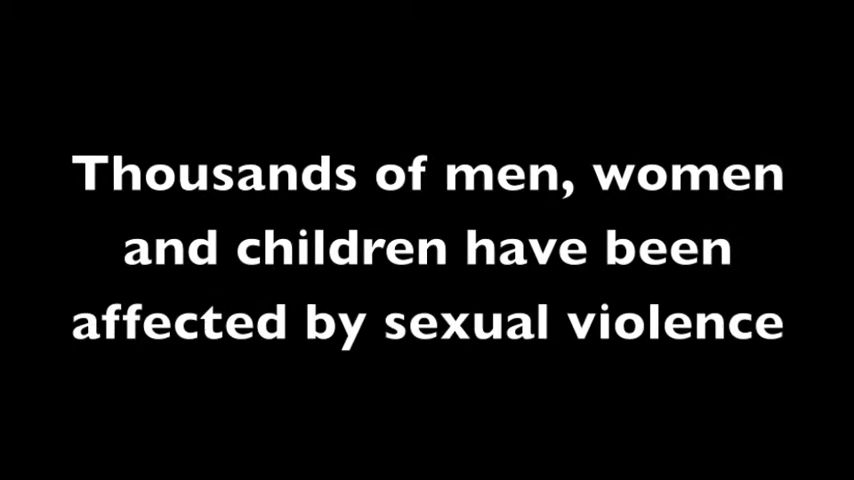 Thousands of men, women
and children have been
affected by sexual violence